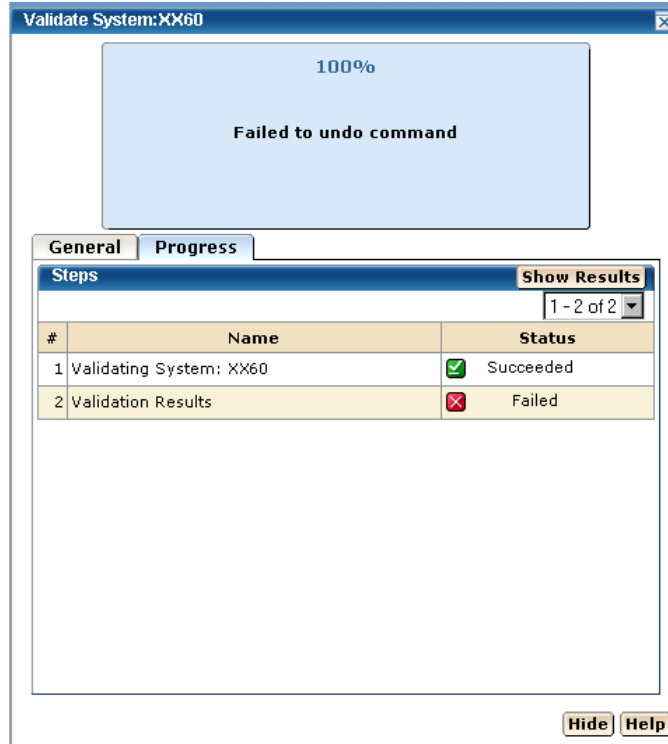 Validate System:XX60
100%
Failed to undo command
General Progress
Steps Show Results
1 - 2 of 2
# Name Status
1 Validating System: XX60 Succeeded
2 Validation Results Failed
Hide Help